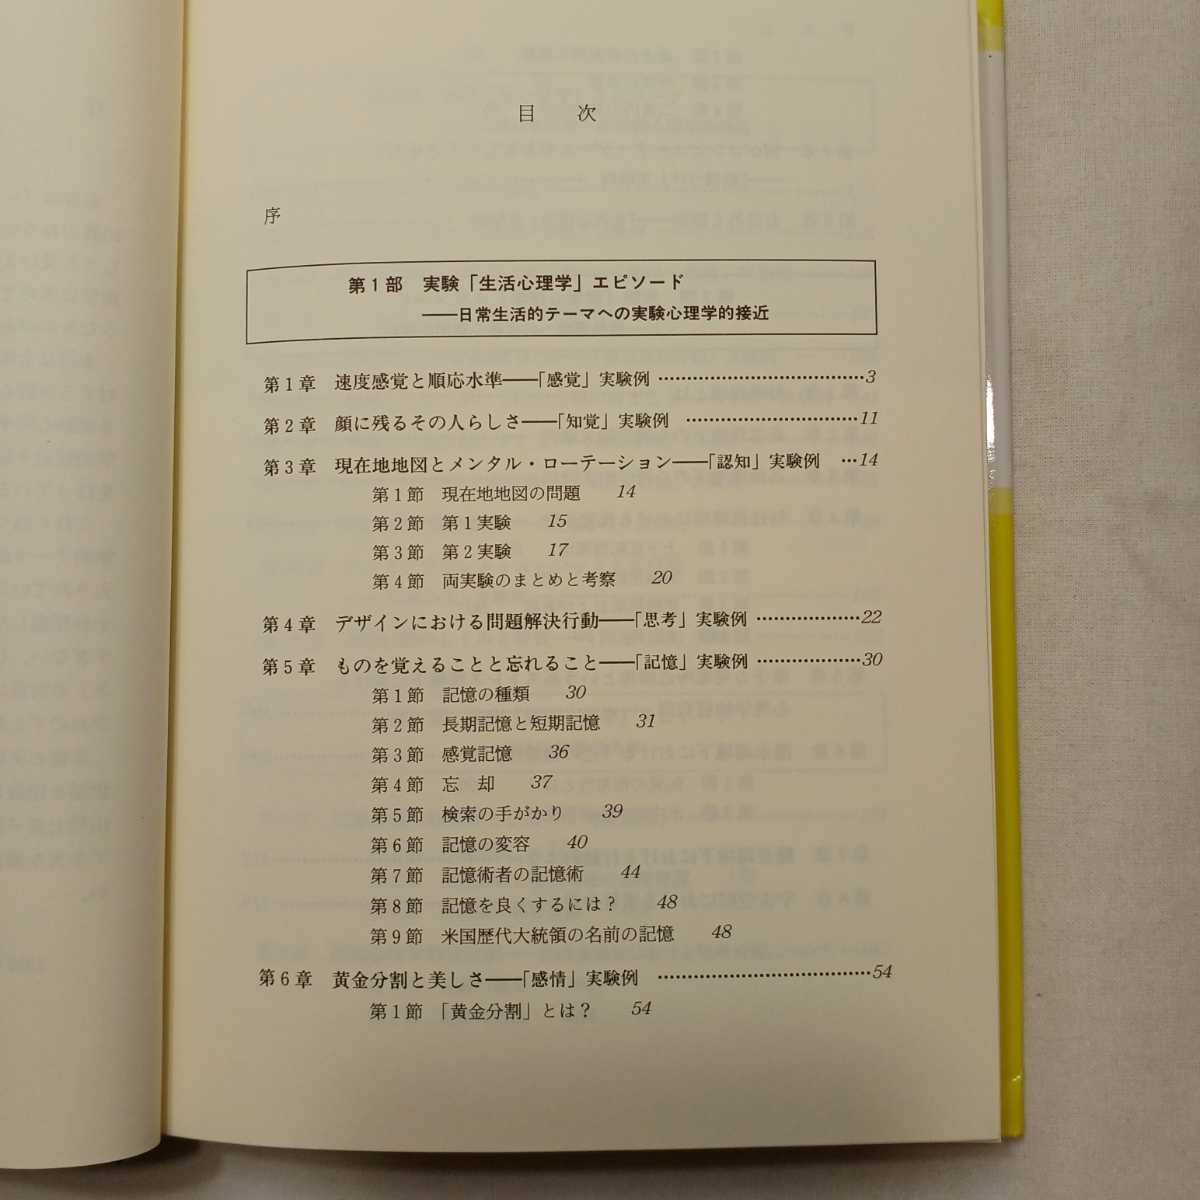 目　次
序
第1部　実験「生活心理学」エピソード
——日常生活的テーマへの実験心理学的接近
第1章　速度感覚と順応水準——「感覚」実験例 ……………………………3
第2章　顔に残るその人らしさ——「知覚」実験例 …………………………11
第3章　現在地地図とメンタル・ローテーション——「認知」実験例 …14
第1節　現在地地図の問題　14
第2節　第1実験　15
第3節　第2実験　17
第4節　両実験のまとめと考察　20
第4章　デザインにおける問題解決行動——「思考」実験例 ………………22
第5章　ものを覚えることと忘れること——「記憶」実験例 ………………30
第1節　記憶の種類　30
第2節　長期記憶と短期記憶　31
第3節　感覚記憶　36
第4節　忘　却　37
第5節　検索の手がかり　39
第6節　記憶の変容　40
第7節　記憶術者の記憶術　44
第8節　記憶を良くするには？　48
第9節　米国歴代大統領の名前の記憶　48
第6章　黄金分割と美しさ——「感情」実験例 ………………………………54
第1節　「黄金分割」とは？　54